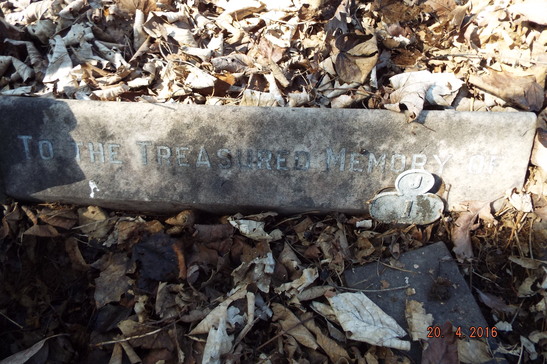 To the Treasured Memory of
20. 4. 2016